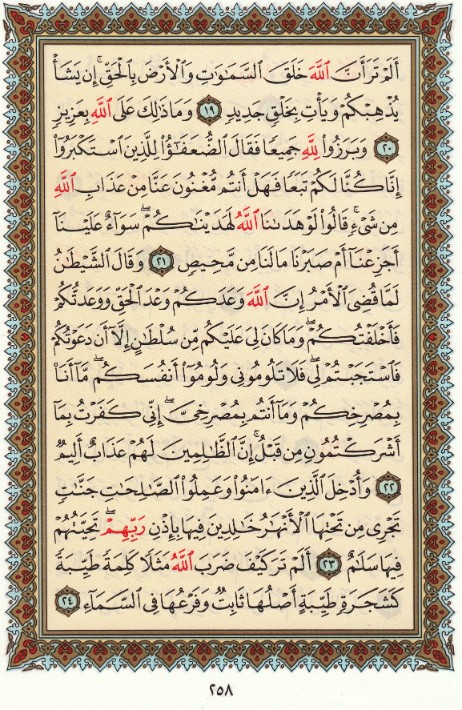 أَلَمْ تَرَ أَنَّ ٱللَّهَ خَلَقَ ٱلسَّمَٰوَٰتِ وَٱلْأَرْضَ بِٱلْحَقِّ ۚ إِن يَشَأْ
يُذْهِبْكُمْ وَيَأْتِ بِخَلْقٍ جَدِيدٍ ١٩ وَمَا ذَٰلِكَ عَلَى ٱللَّهِ بِعَزِيزٍ
٢٠ وَبَرَزُوا۟ لِلَّهِ جَمِيعًا فَقَالَ ٱلضُّعَفَٰٓؤُا۟ لِلَّذِينَ ٱسْتَكْبَرُوٓا۟
إِنَّا كُنَّا لَكُمْ تَبَعًا فَهَلْ أَنتُم مُّغْنُونَ عَنَّا مِنْ عَذَابِ ٱللَّهِ
مِن شَىْءٍ ۚ قَالُوا۟ لَوْ هَدَىٰنَا ٱللَّهُ لَهَدَيْنَٰكُمْ ۖ سَوَآءٌ عَلَيْنَآ
أَجَزِعْنَآ أَمْ صَبَرْنَا مَا لَنَا مِن مَّحِيصٍ ٢١ وَقَالَ ٱلشَّيْطَٰنُ
لَمَّا قُضِىَ ٱلْأَمْرُ إِنَّ ٱللَّهَ وَعَدَكُمْ وَعْدَ ٱلْحَقِّ وَوَعَدتُّكُمْ
فَأَخْلَفْتُكُمْ ۖ وَمَا كَانَ لِىَ عَلَيْكُم مِّن سُلْطَٰنٍ إِلَّآ أَن دَعَوْتُكُمْ
فَٱسْتَجَبْتُمْ لِى ۖ فَلَا تَلُومُونِى وَلُومُوٓا۟ أَنفُسَكُم ۖ مَّآ أَنَا۠
بِمُصْرِخِكُمْ وَمَآ أَنتُم بِمُصْرِخِىَّ ۖ إِنِّى كَفَرْتُ بِمَآ
أَشْرَكْتُمُونِ مِن قَبْلُ ۗ إِنَّ ٱلظَّٰلِمِينَ لَهُمْ عَذَابٌ أَلِيمٌ
٢٢ وَأُدْخِلَ ٱلَّذِينَ ءَامَنُوا۟ وَعَمِلُوا۟ ٱلصَّٰلِحَٰتِ جَنَّٰتٍ
تَجْرِى مِن تَحْتِهَا ٱلْأَنْهَٰرُ خَٰلِدِينَ فِيهَا بِإِذْنِ رَبِّهِمْ ۖ تَحِيَّتُهُمْ
فِيهَا سَلَٰمٌ ٢٣ أَلَمْ تَرَ كَيْفَ ضَرَبَ ٱللَّهُ مَثَلًا كَلِمَةً طَيِّبَةً
كَشَجَرَةٍ طَيِّبَةٍ أَصْلُهَا ثَابِتٌ وَفَرْعُهَا فِى ٱلسَّمَآءِ ٢٤
٢٥٨